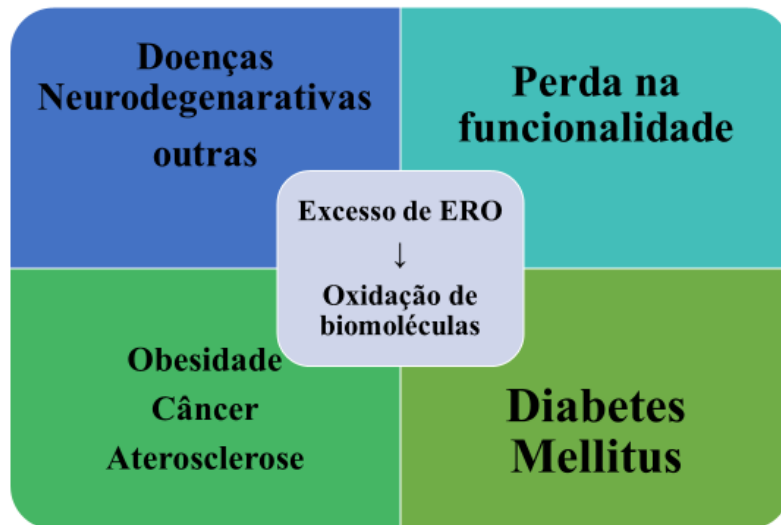 Doenças
Neurodegenarativas
outras
Perda na
funcionalidade
Excesso de ERO
↓
Oxidação de
biomoléculas
Obesidade
Câncer
Aterosclerose
Diabetes
Mellitus